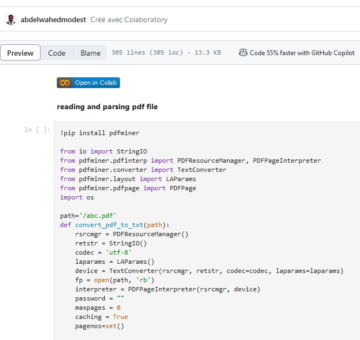 abdelwahedmodest Créé avec Colaboratory
Preview Code Blame 305 lines (305 loc) · 13.3 KB Code 55% faster with GitHub Copilot
Open in Colab
reading and parsing pdf file
In [ ]: !pip install pdfminer
from io import StringIO
from pdfminer.pdfinterp import PDFResourceManager, PDFPageInterpreter
from pdfminer.converter import TextConverter
from pdfminer.layout import LAParams
from pdfminer.pdfpage import PDFPage
import os
path='/abc.pdf'
def convert_pdf_to_txt(path):
rsrcmgr = PDFResourceManager()
retstr = StringIO()
codec = 'utf-8'
laparams = LAParams()
device = TextConverter(rsrcmgr, retstr, codec=codec, laparams=laparams)
fp = open(path, 'rb')
interpreter = PDFPageInterpreter(rsrcmgr, device)
password = ""
maxpages = 0
caching = True
pagenos=set()